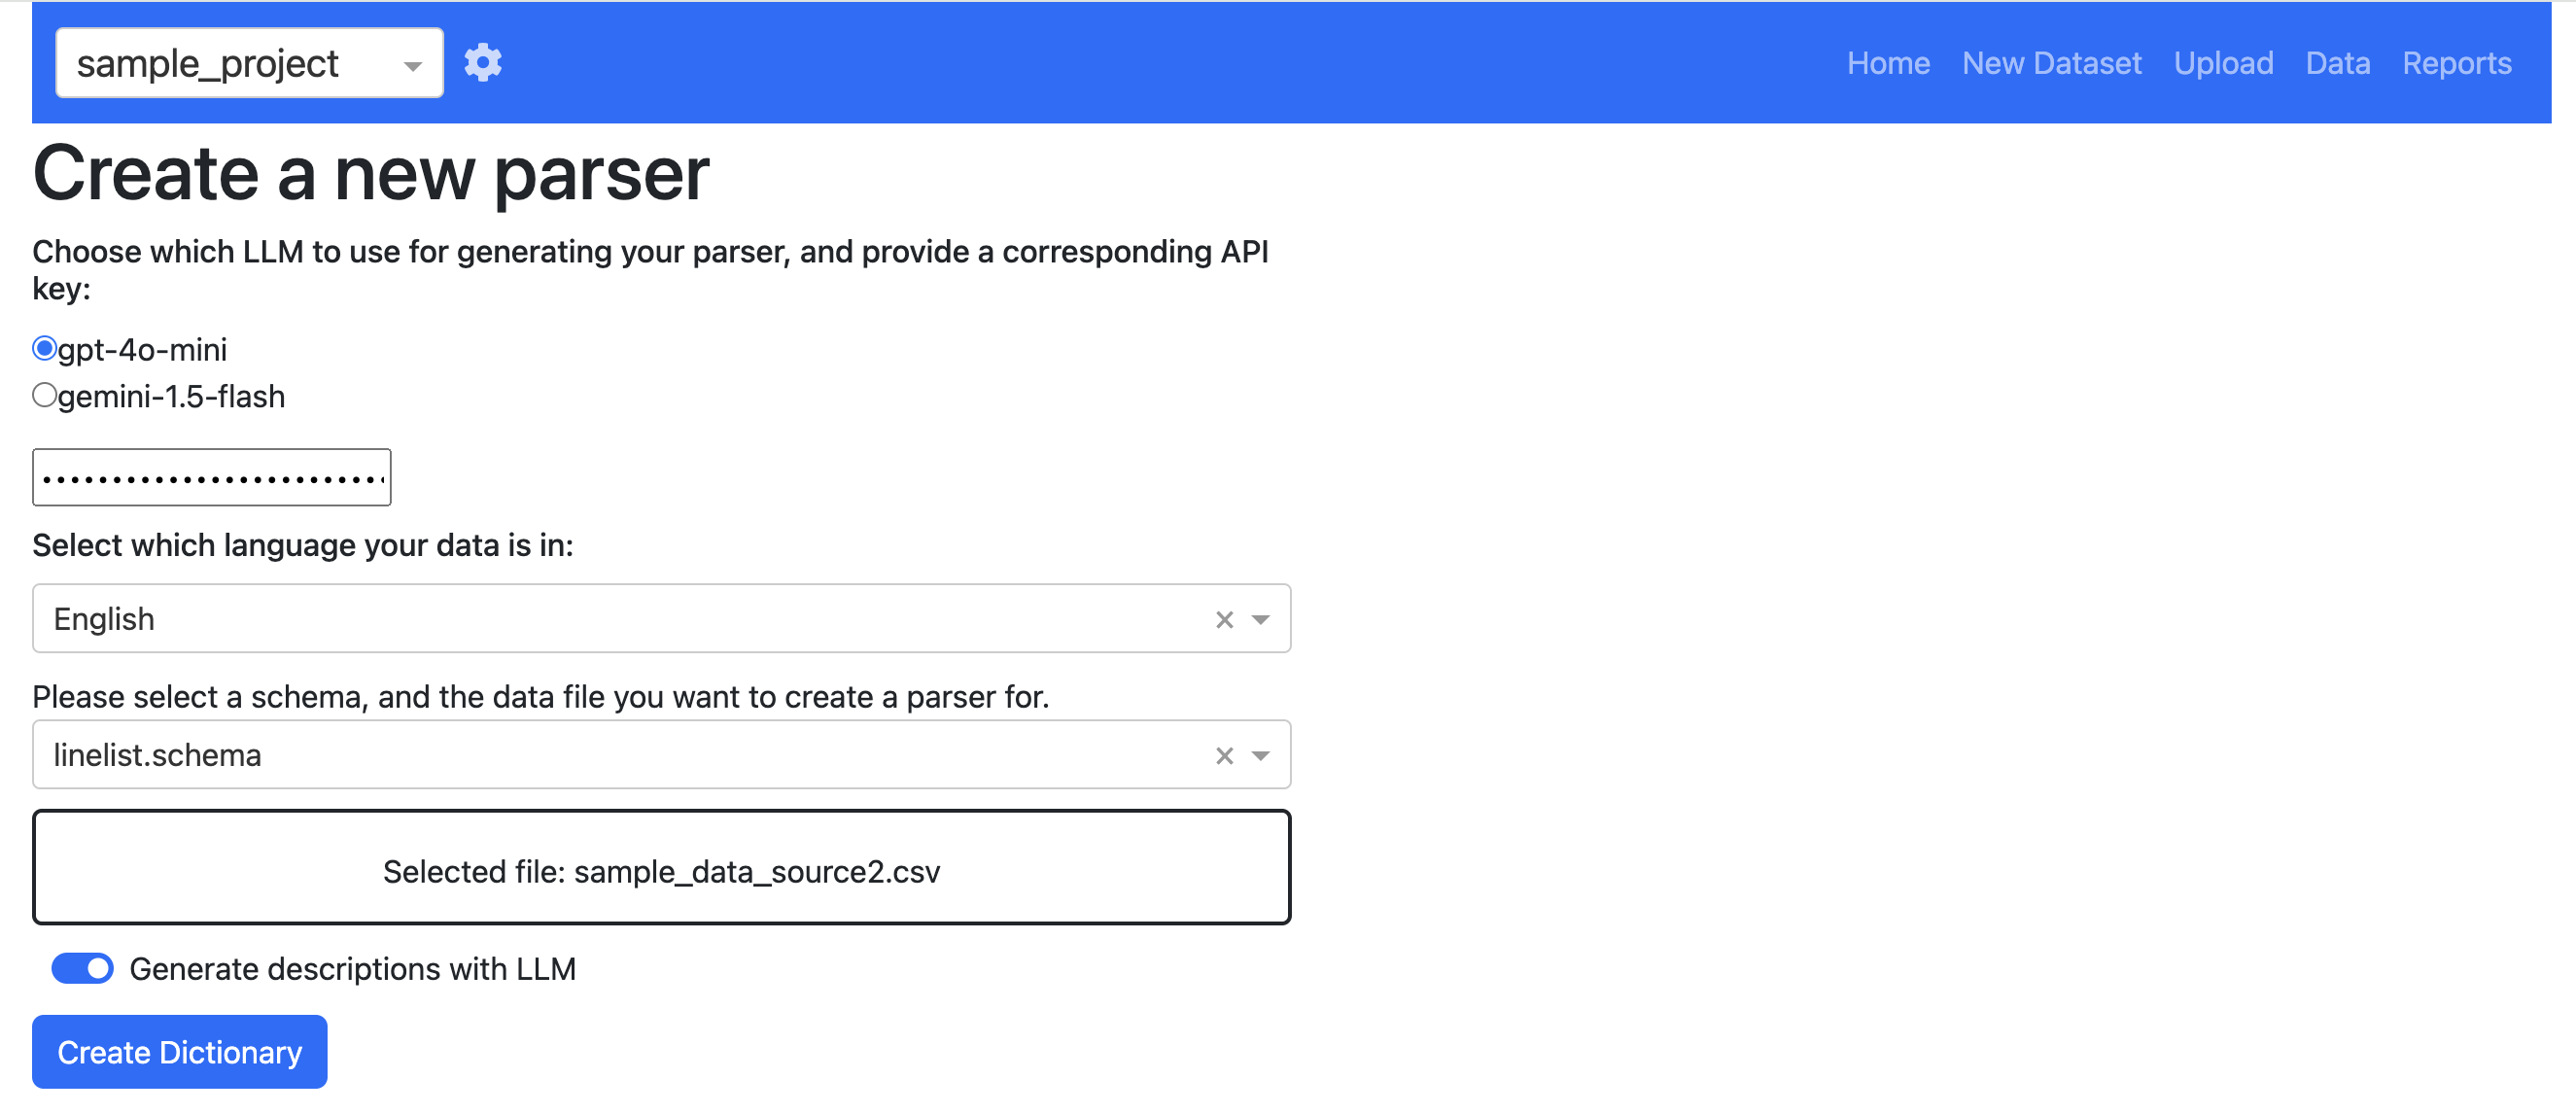 sample_project
Home New Dataset Upload Data Reports
Create a new parser
Choose which LLM to use for generating your parser, and provide a corresponding API
key:
gpt-4o-mini
gemini-1.5-flash
Select which language your data is in:
English
Please select a schema, and the data file you want to create a parser for.
linelist.schema
Selected file: sample_data_source2.csv
Generate descriptions with LLM
Create Dictionary